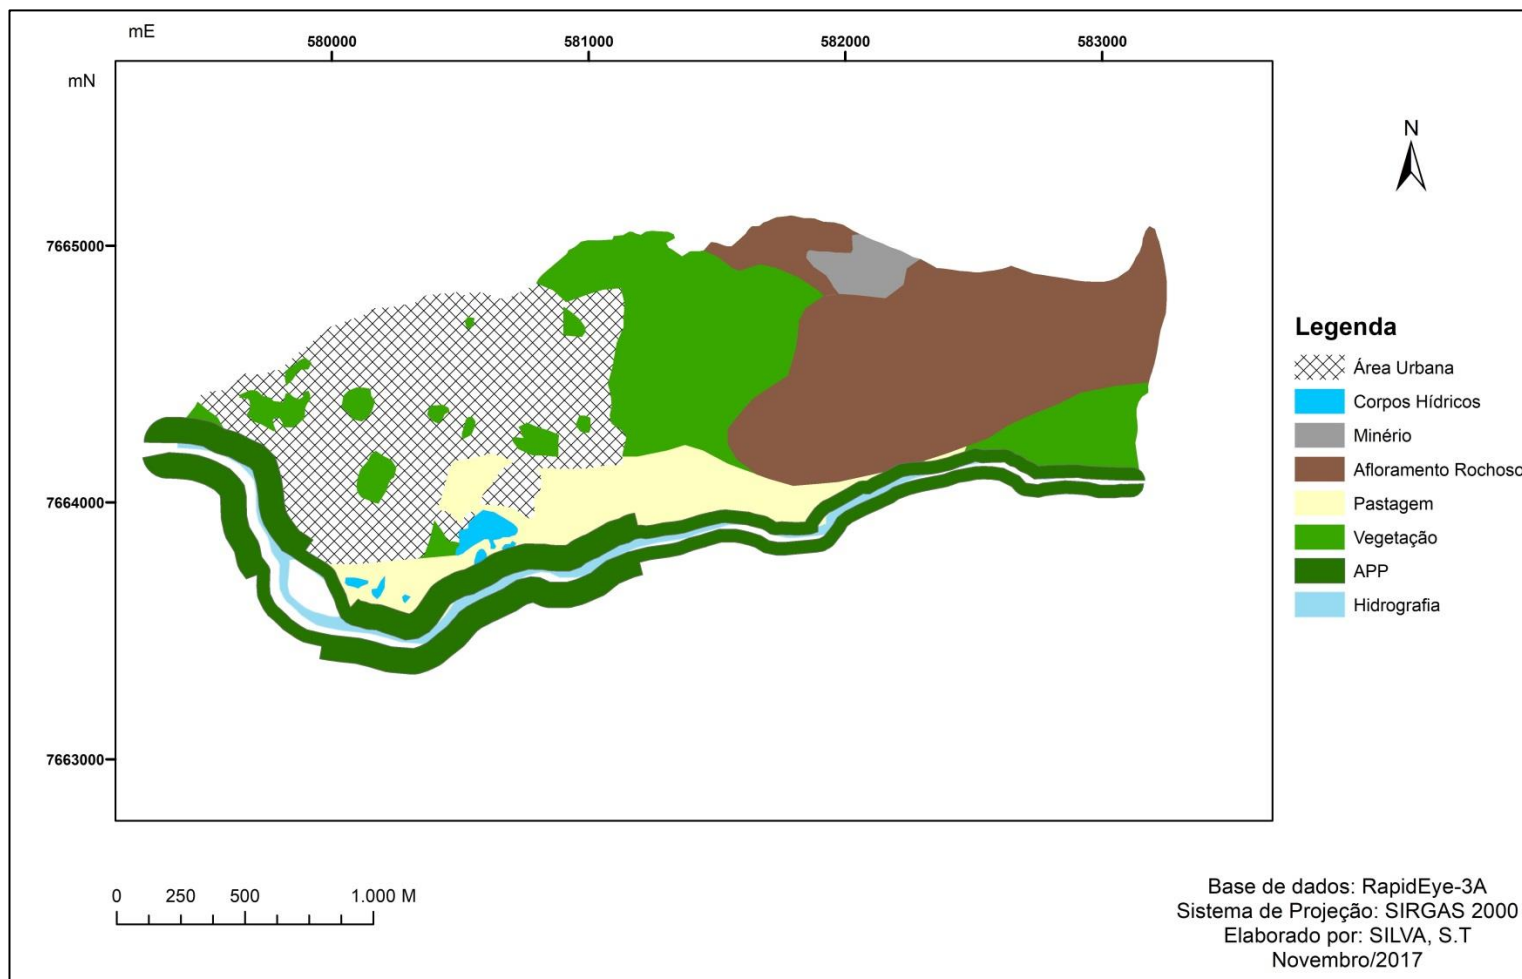 mE
580000
581000
582000
583000
mN
N
7665000
7664000
7663000
Legenda
Área Urbana
Corpos Hídricos
Minério
Afloramento Rochoso
Pastagem
Vegetação
APP
Hidrografia
0 250 500 1.000 M
Base de dados: RapidEye-3A
Sistema de Projeção: SIRGAS 2000
Elaborado por: SILVA, S.T
Novembro/2017